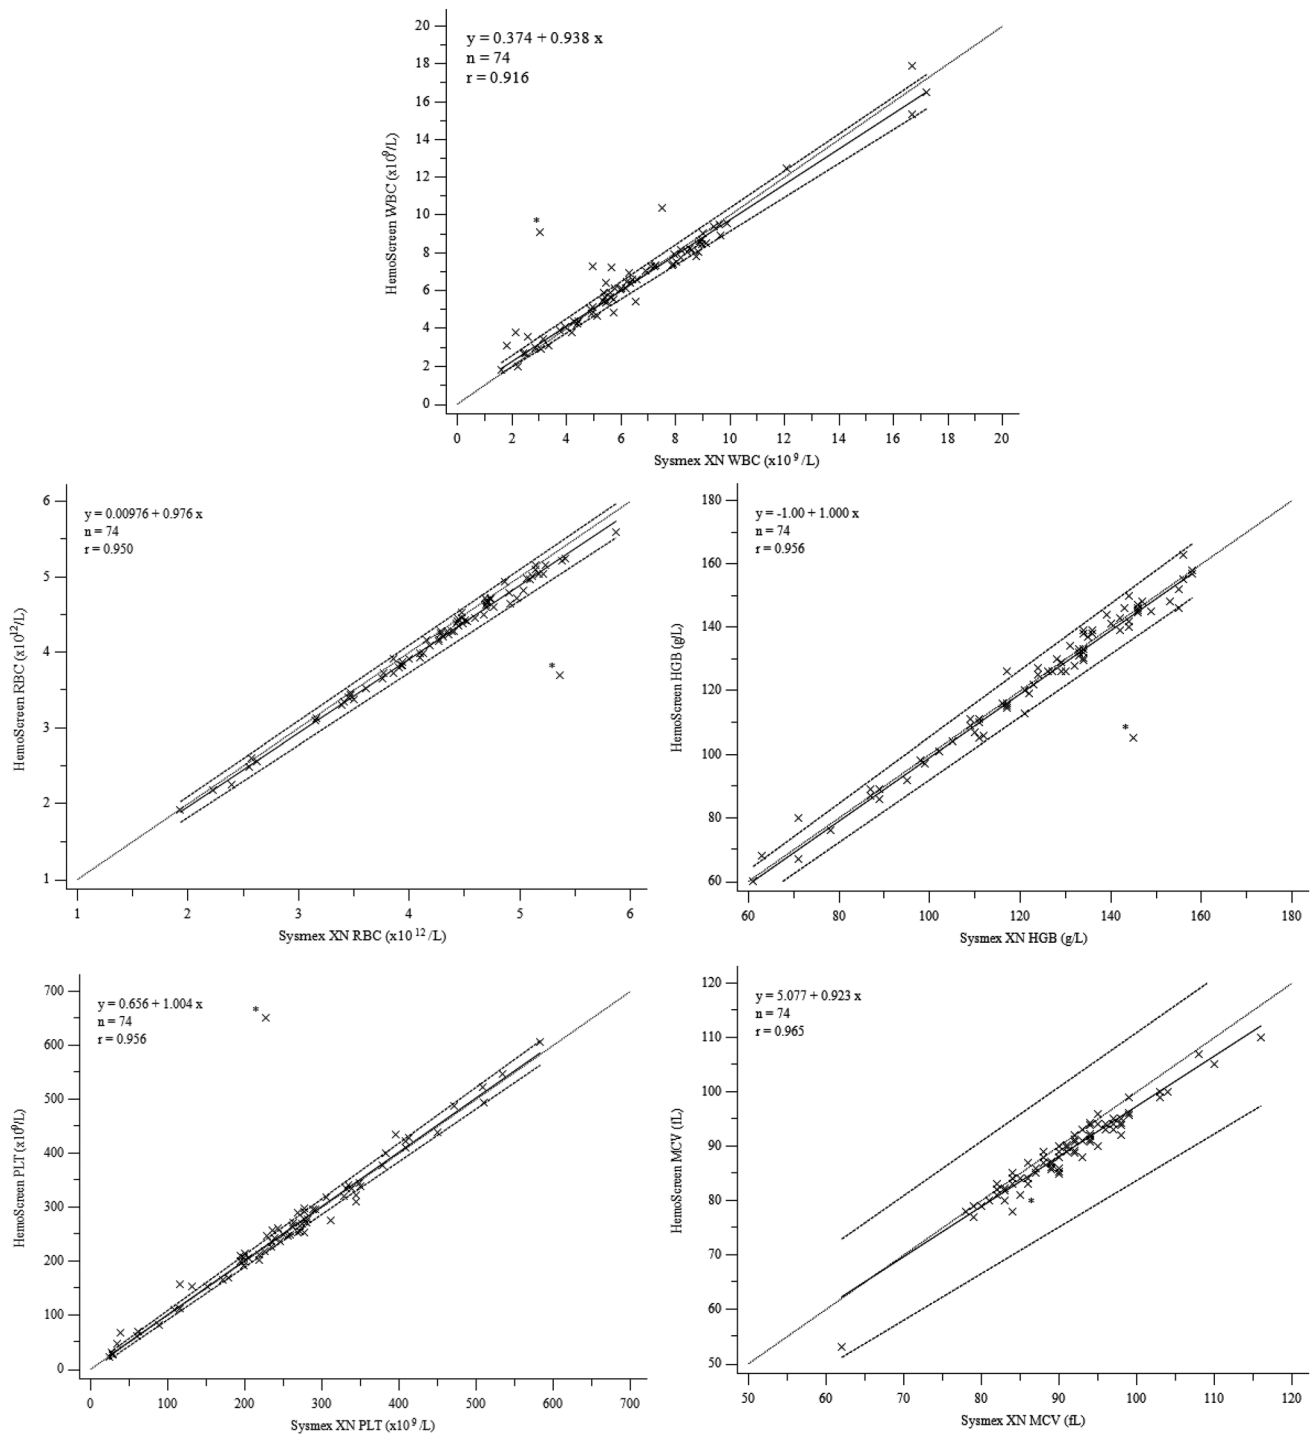 y = 0.374 + 0.938 x
n = 74
r = 0.916
HemoScreen WBC (x10⁹/L)
20
18
16
14
12
10
8
6
4
2
0
*
0 2 4 6 8 10 12 14 16 18 20
Sysmex XN WBC (x10⁹/L)
y = 0.00976 + 0.976 x
n = 74
r = 0.950
HemoScreen RBC (x10¹²/L)
6
5
4
3
2
1
*
1 2 3 4 5 6
Sysmex XN RBC (x10¹²/L)
y = -1.00 + 1.000 x
n = 74
r = 0.956
HemoScreen HGB (g/L)
180
160
140
120
100
80
60
*
60 80 100 120 140 160 180
Sysmex XN HGB (g/L)
y = 0.656 + 1.004 x
n = 74
r = 0.956
HemoScreen PLT (x10⁹/L)
700
600
500
400
300
200
100
0
*
0 100 200 300 400 500 600 700
Sysmex XN PLT (x10⁹/L)
y = 5.077 + 0.923 x
n = 74
r = 0.965
HemoScreen MCV (fL)
120
110
100
90
80
70
60
50
*
50 60 70 80 90 100 110 120
Sysmex XN MCV (fL)